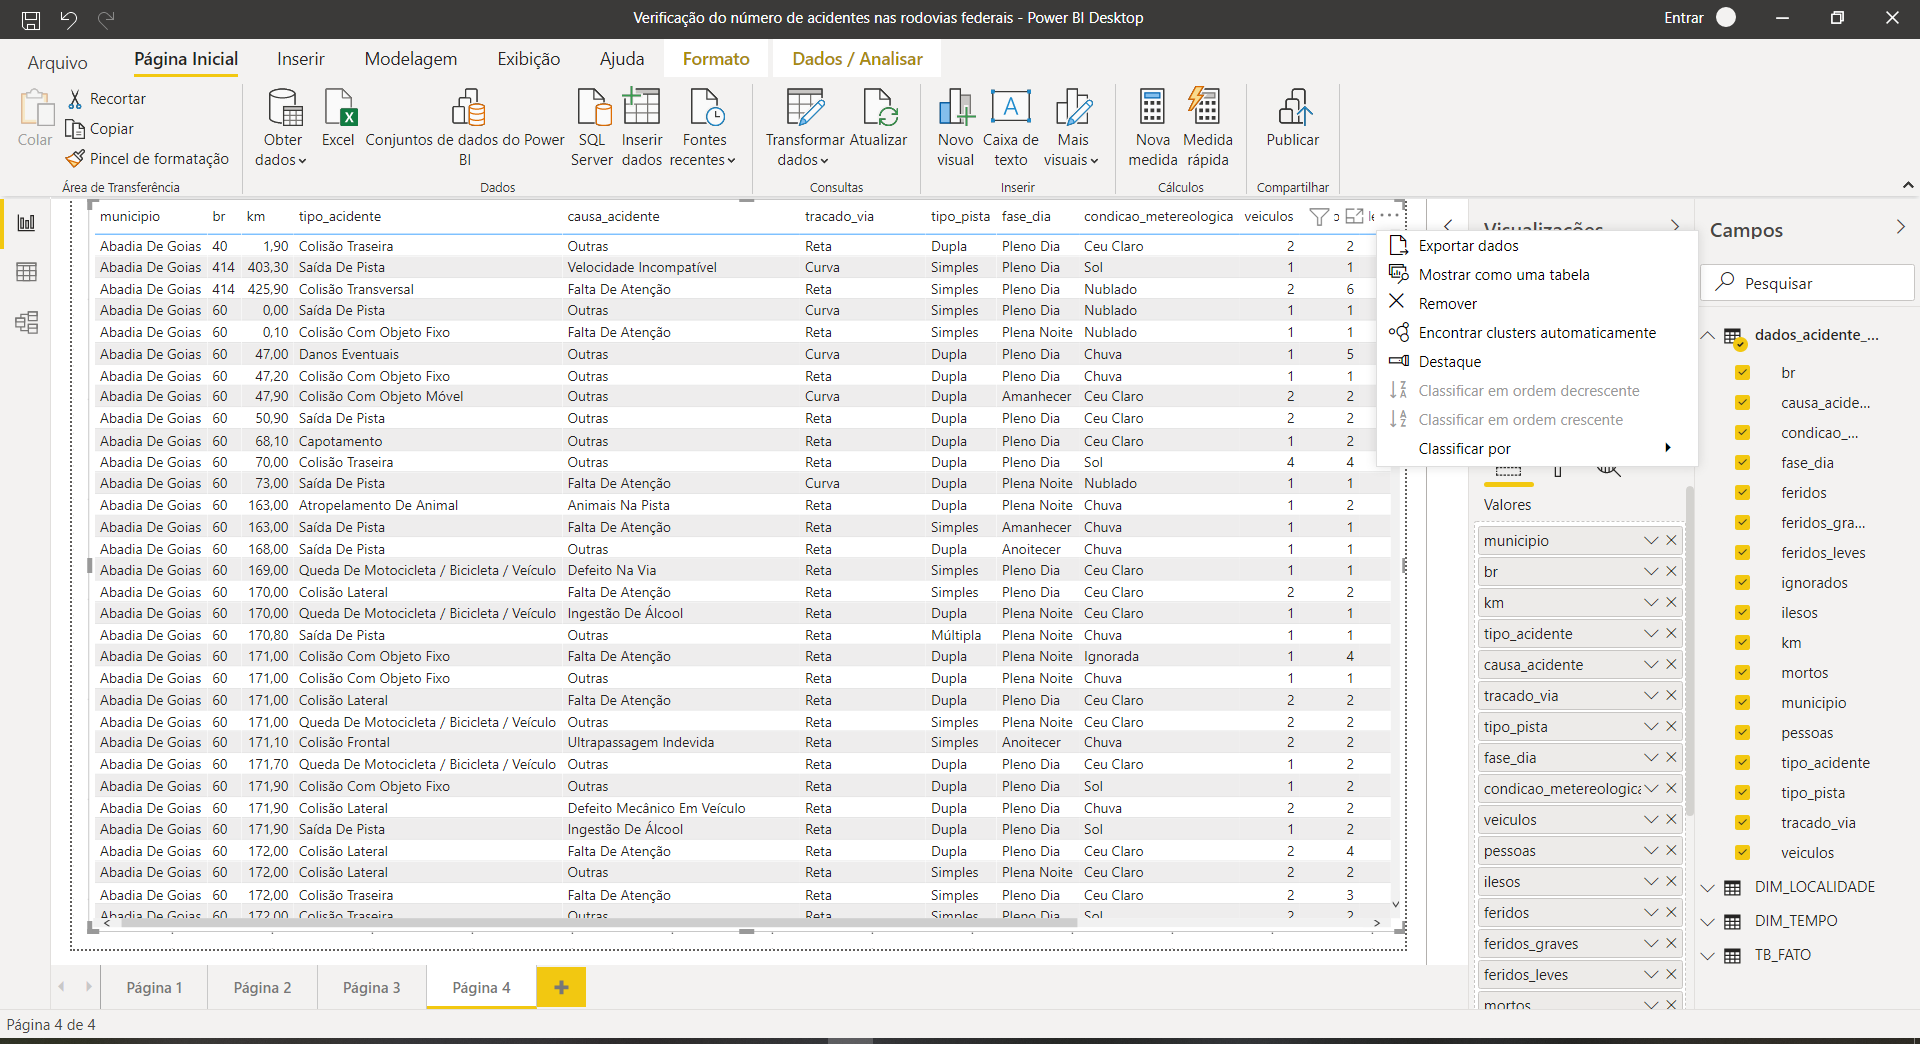 Verificação do número de acidentes nas rodovias federais - Power BI Desktop
Entrar
Arquivo
Página Inicial
Inserir
Modelagem
Exibição
Ajuda
Formato
Dados / Analisar
Colar
Recortar
Copiar
Pincel de formatação
Área de Transferência
Obter dados
Excel
Conjuntos de dados do Power BI
SQL Server
Inserir dados
Fontes recentes
Dados
Transformar dados
Atualizar
Consultas
Novo visual
Caixa de texto
Mais visuais
Inserir
Nova medida
Medida rápida
Cálculos
Publicar
Compartilhar
municipio br km tipo_acidente causa_acidente tracado_via tipo_pista fase_dia condicao_metereologica veiculos
Abadia De Goias 40 1,90 Colisão Traseira Outras Reta Dupla Pleno Dia Ceu Claro 2 2
Abadia De Goias 414 403,30 Saída De Pista Velocidade Incompatível Curva Simples Pleno Dia Sol 1 1
Abadia De Goias 414 425,90 Colisão Transversal Falta De Atenção Reta Simples Pleno Dia Nublado 2 6
Abadia De Goias 60 0,00 Saída De Pista Outras Curva Simples Pleno Dia Nublado 1 1
Abadia De Goias 60 0,10 Colisão Com Objeto Fixo Falta De Atenção Reta Simples Plena Noite Nublado 1 1
Abadia De Goias 60 47,00 Danos Eventuais Outras Curva Dupla Pleno Dia Chuva 1 5
Abadia De Goias 60 47,20 Colisão Com Objeto Fixo Outras Reta Dupla Pleno Dia Chuva 1 1
Abadia De Goias 60 47,90 Colisão Com Objeto Móvel Outras Curva Dupla Amanhecer Ceu Claro 2 2
Abadia De Goias 60 50,90 Saída De Pista Outras Reta Dupla Pleno Dia Ceu Claro 2 2
Abadia De Goias 60 68,10 Capotamento Outras Reta Dupla Pleno Dia Ceu Claro 1 2
Abadia De Goias 60 70,00 Colisão Traseira Outras Reta Dupla Pleno Dia Sol 4 4
Abadia De Goias 60 73,00 Saída De Pista Falta De Atenção Curva Dupla Plena Noite Nublado 1 1
Abadia De Goias 60 163,00 Atropelamento De Animal Animais Na Pista Reta Dupla Plena Noite Chuva 1 2
Abadia De Goias 60 163,00 Saída De Pista Falta De Atenção Reta Simples Amanhecer Chuva 1 1
Abadia De Goias 60 168,00 Saída De Pista Outras Reta Dupla Anoitecer Chuva 1 1
Abadia De Goias 60 169,00 Queda De Motocicleta / Bicicleta / Veículo Defeito Na Via Reta Simples Pleno Dia Ceu Claro 1 1
Abadia De Goias 60 170,00 Colisão Lateral Falta De Atenção Reta Simples Pleno Dia Ceu Claro 2 2
Abadia De Goias 60 170,00 Queda De Motocicleta / Bicicleta / Veículo Ingestão De Álcool Reta Dupla Plena Noite Ceu Claro 1 1
Abadia De Goias 60 170,80 Saída De Pista Outras Reta Múltipla Plena Noite Chuva 1 1
Abadia De Goias 60 171,00 Colisão Com Objeto Fixo Falta De Atenção Reta Dupla Plena Noite Ignorada 1 4
Abadia De Goias 60 171,00 Colisão Com Objeto Fixo Outras Reta Dupla Pleno Dia Ceu Claro 1 1
Abadia De Goias 60 171,00 Colisão Lateral Falta De Atenção Reta Dupla Pleno Dia Ceu Claro 2 2
Abadia De Goias 60 171,00 Queda De Motocicleta / Bicicleta / Veículo Outras Reta Simples Plena Noite Ceu Claro 2 2
Abadia De Goias 60 171,10 Colisão Frontal Ultrapassagem Indevida Reta Simples Anoitecer Chuva 2 2
Abadia De Goias 60 171,70 Queda De Motocicleta / Bicicleta / Veículo Outras Reta Dupla Pleno Dia Ceu Claro 1 2
Abadia De Goias 60 171,90 Colisão Com Objeto Fixo Outras Reta Dupla Pleno Dia Sol 1 2
Abadia De Goias 60 171,90 Colisão Lateral Defeito Mecânico Em Veículo Reta Dupla Pleno Dia Chuva 2 2
Abadia De Goias 60 171,90 Saída De Pista Ingestão De Álcool Reta Dupla Pleno Dia Sol 1 2
Abadia De Goias 60 172,00 Colisão Lateral Falta De Atenção Reta Dupla Pleno Dia Ceu Claro 2 4
Abadia De Goias 60 172,00 Colisão Lateral Outras Reta Simples Plena Noite Ceu Claro 2 2
Abadia De Goias 60 172,00 Colisão Traseira Falta De Atenção Reta Simples Pleno Dia Ceu Claro 2 3
Abadia De Goias 60 172,00 Colisão Traseira Outras Reta Simples Pleno Dia Sol 2 2
Exportar dados
Mostrar como uma tabela
Remover
Encontrar clusters automaticamente
Destaque
Classificar em ordem decrescente
Classificar em ordem crescente
Classificar por
Visualizações
Valores
municipio
br
km
tipo_acidente
causa_acidente
tracado_via
tipo_pista
fase_dia
condicao_metereologica
veiculos
pessoas
ilesos
feridos
feridos_graves
feridos_leves
mortos
Campos
Pesquisar
dados_acidente_...
br
causa_acide...
condicao_...
fase_dia
feridos
feridos_gra...
feridos_leves
ignorados
ilesos
km
mortos
municipio
pessoas
tipo_acidente
tipo_pista
tracado_via
veiculos
DIM_LOCALIDADE
DIM_TEMPO
TB_FATO
Página 1
Página 2
Página 3
Página 4
Página 4 de 4